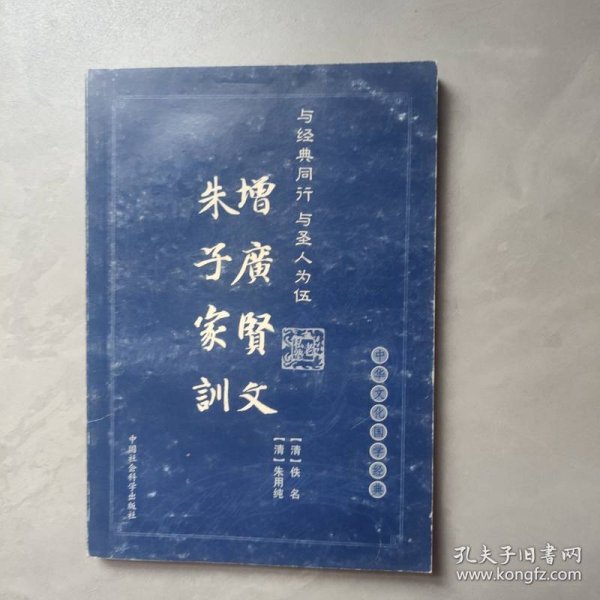 与经典同行 与圣人为伍
增廣賢文
朱子家訓
中华文化国学经典
【清】佚名
【清】朱用纯
中国社会科学出版社
孔夫子旧书网
www.kongfz.com